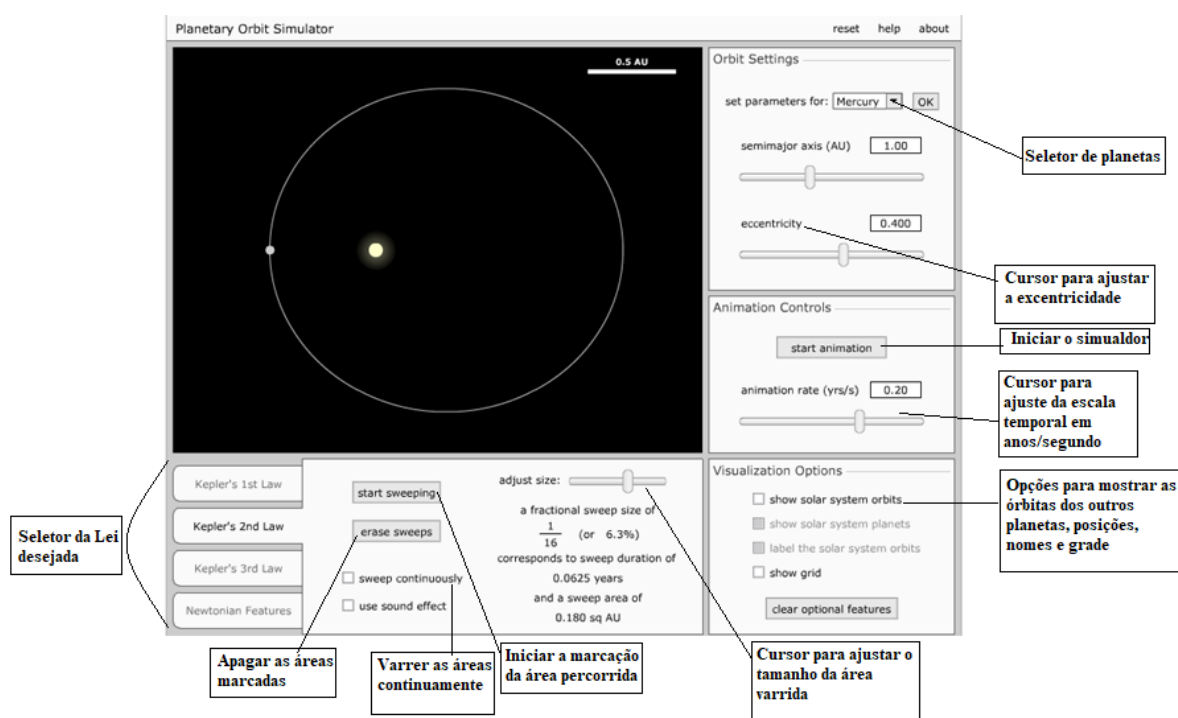 Planetary Orbit Simulator
reset help about
0.5 AU
Orbit Settings
set parameters for: Mercury OK
semimajor axis (AU) 1.00
eccentricity 0.400
Seletor de planetas
Cursor para ajustar
a excentricidade
Animation Controls
start animation
Iniciar o simualdor
animation rate (yrs/s) 0.20
Cursor para
ajuste da escala
temporal em
anos/segundo
Visualization Options
show solar system orbits
show solar system planets
label the solar system orbits
show grid
clear optional features
Opções para mostrar as
órbitas dos outros
planetas, posições,
nomes e grade
Seletor da Lei
desejada
Kepler's 1st Law
Kepler's 2nd Law
Kepler's 3rd Law
Newtonian Features
start sweeping
erase sweeps
sweep continuously
use sound effect
adjust size:
a fractional sweep size of
1
16 (or 6.3%)
corresponds to sweep duration of
0.0625 years
and a sweep area of
0.180 sq AU
Apagar as áreas
marcadas
Varrer as áreas
continuamente
Iniciar a marcação
da área percorrida
Cursor para ajustar o
tamanho da área
varrida